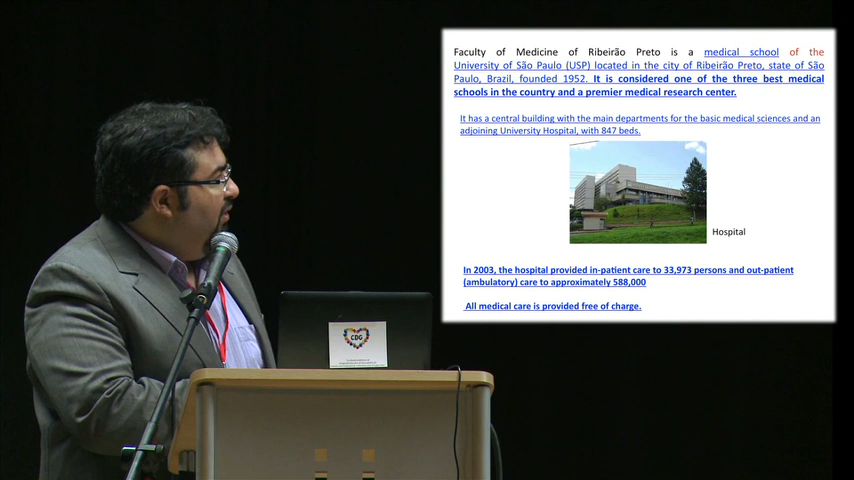 Faculty of Medicine of Ribeirão Preto is a medical school of the
University of São Paulo (USP) located in the city of Ribeirão Preto, state of São
Paulo, Brazil, founded 1952. It is considered one of the three best medical
schools in the country and a premier medical research center.
It has a central building with the main departments for the basic medical sciences and an
adjoining University Hospital, with 847 beds.
Hospital
In 2003, the hospital provided in-patient care to 33,973 persons and out-patient
(ambulatory) care to approximately 588,000
All medical care is provided free of charge.
CDG